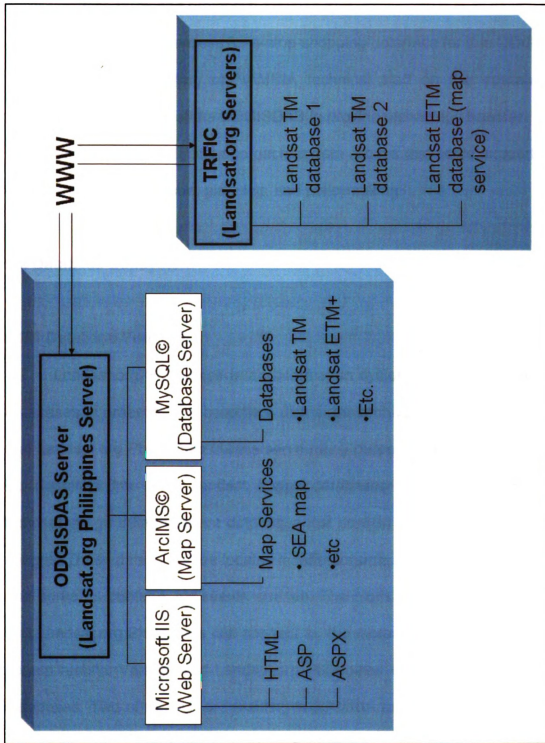 WWW
ODGISDAS Server
(Landsat.org Philippines Server)
Microsoft IIS
(Web Server)
HTML
ASP
ASPX
ArcIMS©
(Map Server)
Map Services
• SEA map
•etc
MySQL©
(Database Server)
Databases
•Landsat TM
•Landsat ETM+
•Etc.
TRFIC
(Landsat.org Servers)
Landsat TM
database 1
Landsat TM
database 2
Landsat ETM
database (map
service)